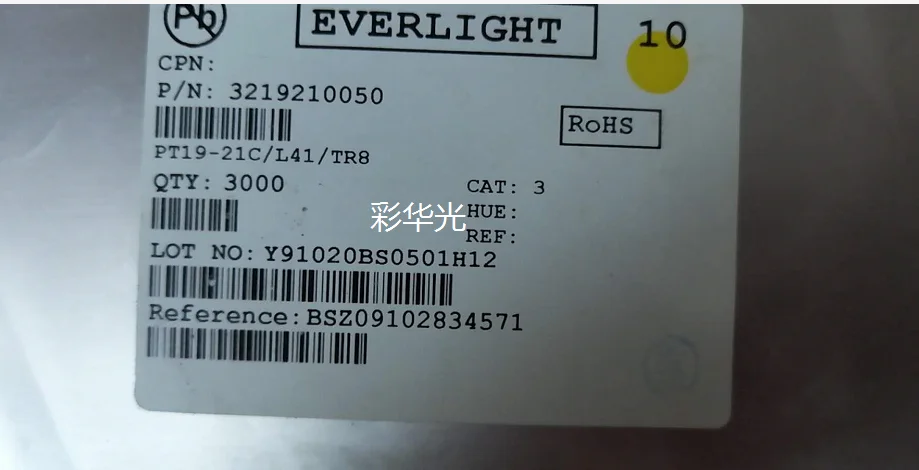 Pb
EVERLIGHT
10
CPN:
P/N: 3219210050
RoHS
PT19-21C/L41/TR8
QTY: 3000
CAT: 3
彩华光
HUE:
REF:
LOT NO: Y91020BS0501H12
Reference: BSZ09102834571